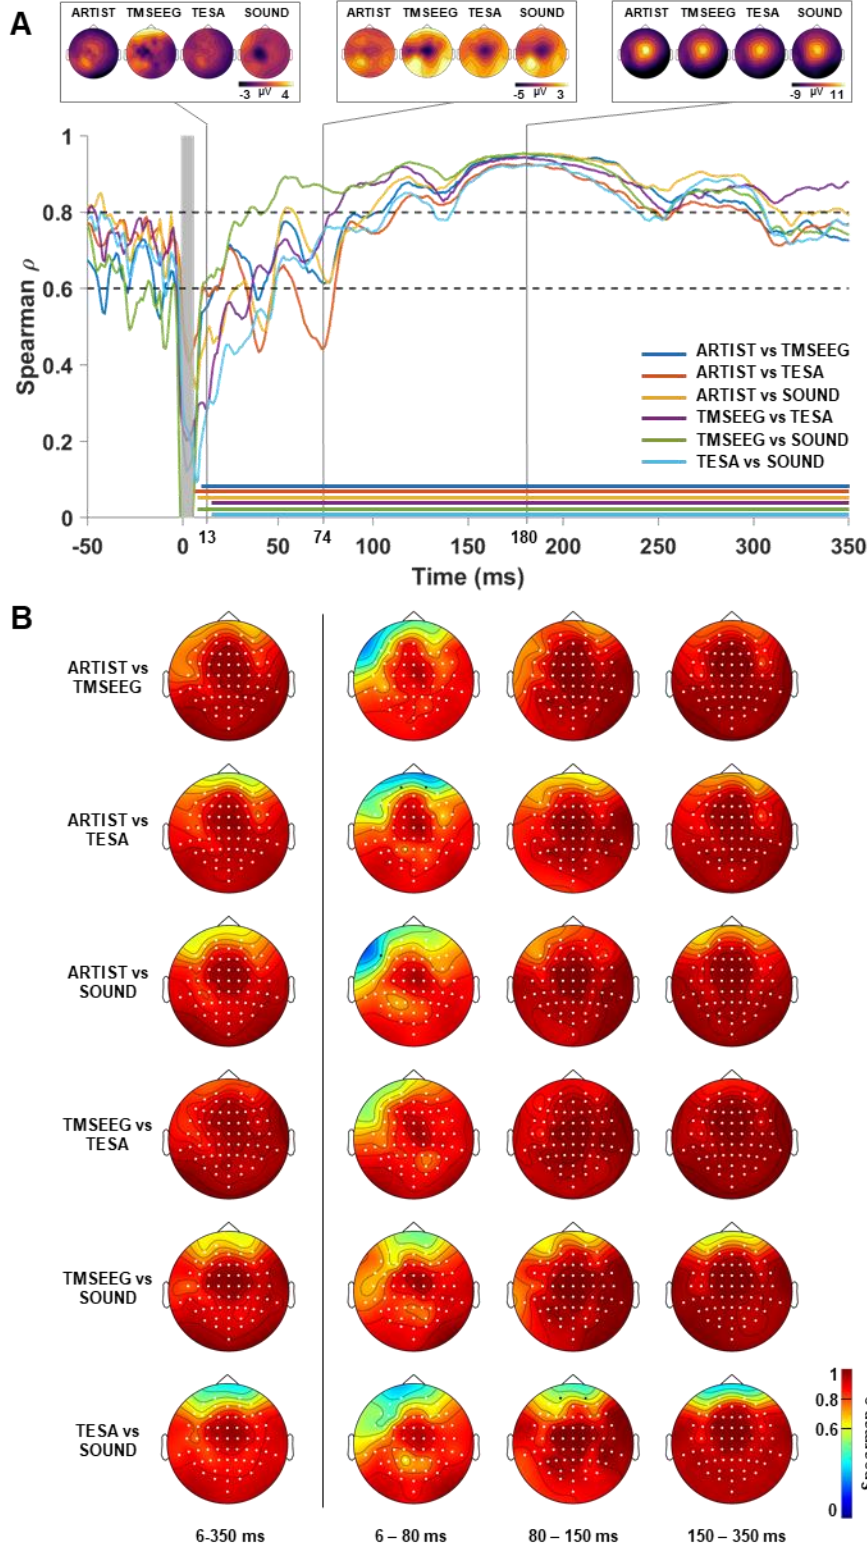 A
ARTIST TMSEEG TESA SOUND
-3 µV 4
ARTIST TMSEEG TESA SOUND
-5 µV 3
ARTIST TMSEEG TESA SOUND
-9 µV 11
1
0.8
0.6
0.4
0.2
0
Spearman ρ
ARTIST vs TMSEEG
ARTIST vs TESA
ARTIST vs SOUND
TMSEEG vs TESA
TMSEEG vs SOUND
TESA vs SOUND
-50 0 13 50 74 100 150 180 200 250 300 350
Time (ms)
B
ARTIST vs
TMSEEG
ARTIST vs
TESA
ARTIST vs
SOUND
TMSEEG vs
TESA
TMSEEG vs
SOUND
TESA vs
SOUND
1
0.8
0.6
0
6-350 ms
6 – 80 ms
80 – 150 ms
150 – 350 ms